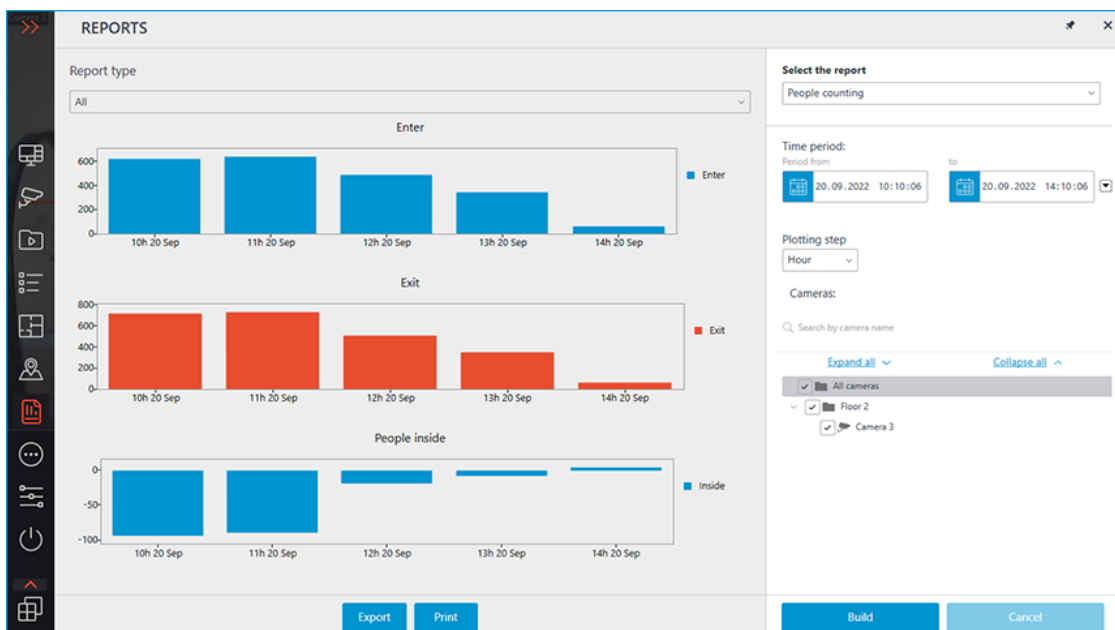 REPORTS
Report type
All
Enter
600
400
200
0
10h 20 Sep 11h 20 Sep 12h 20 Sep 13h 20 Sep 14h 20 Sep
Enter
Exit
800
600
400
200
0
10h 20 Sep 11h 20 Sep 12h 20 Sep 13h 20 Sep 14h 20 Sep
Exit
People inside
0
-50
-100
10h 20 Sep 11h 20 Sep 12h 20 Sep 13h 20 Sep 14h 20 Sep
Inside
Export Print
Select the report
People counting
Time period:
Period from to
20.09.2022 10:10:06 20.09.2022 14:10:06
Plotting step
Hour
Cameras:
Search by camera name
Expand all Collapse all
All cameras
Floor 2
Camera 3
Build Cancel